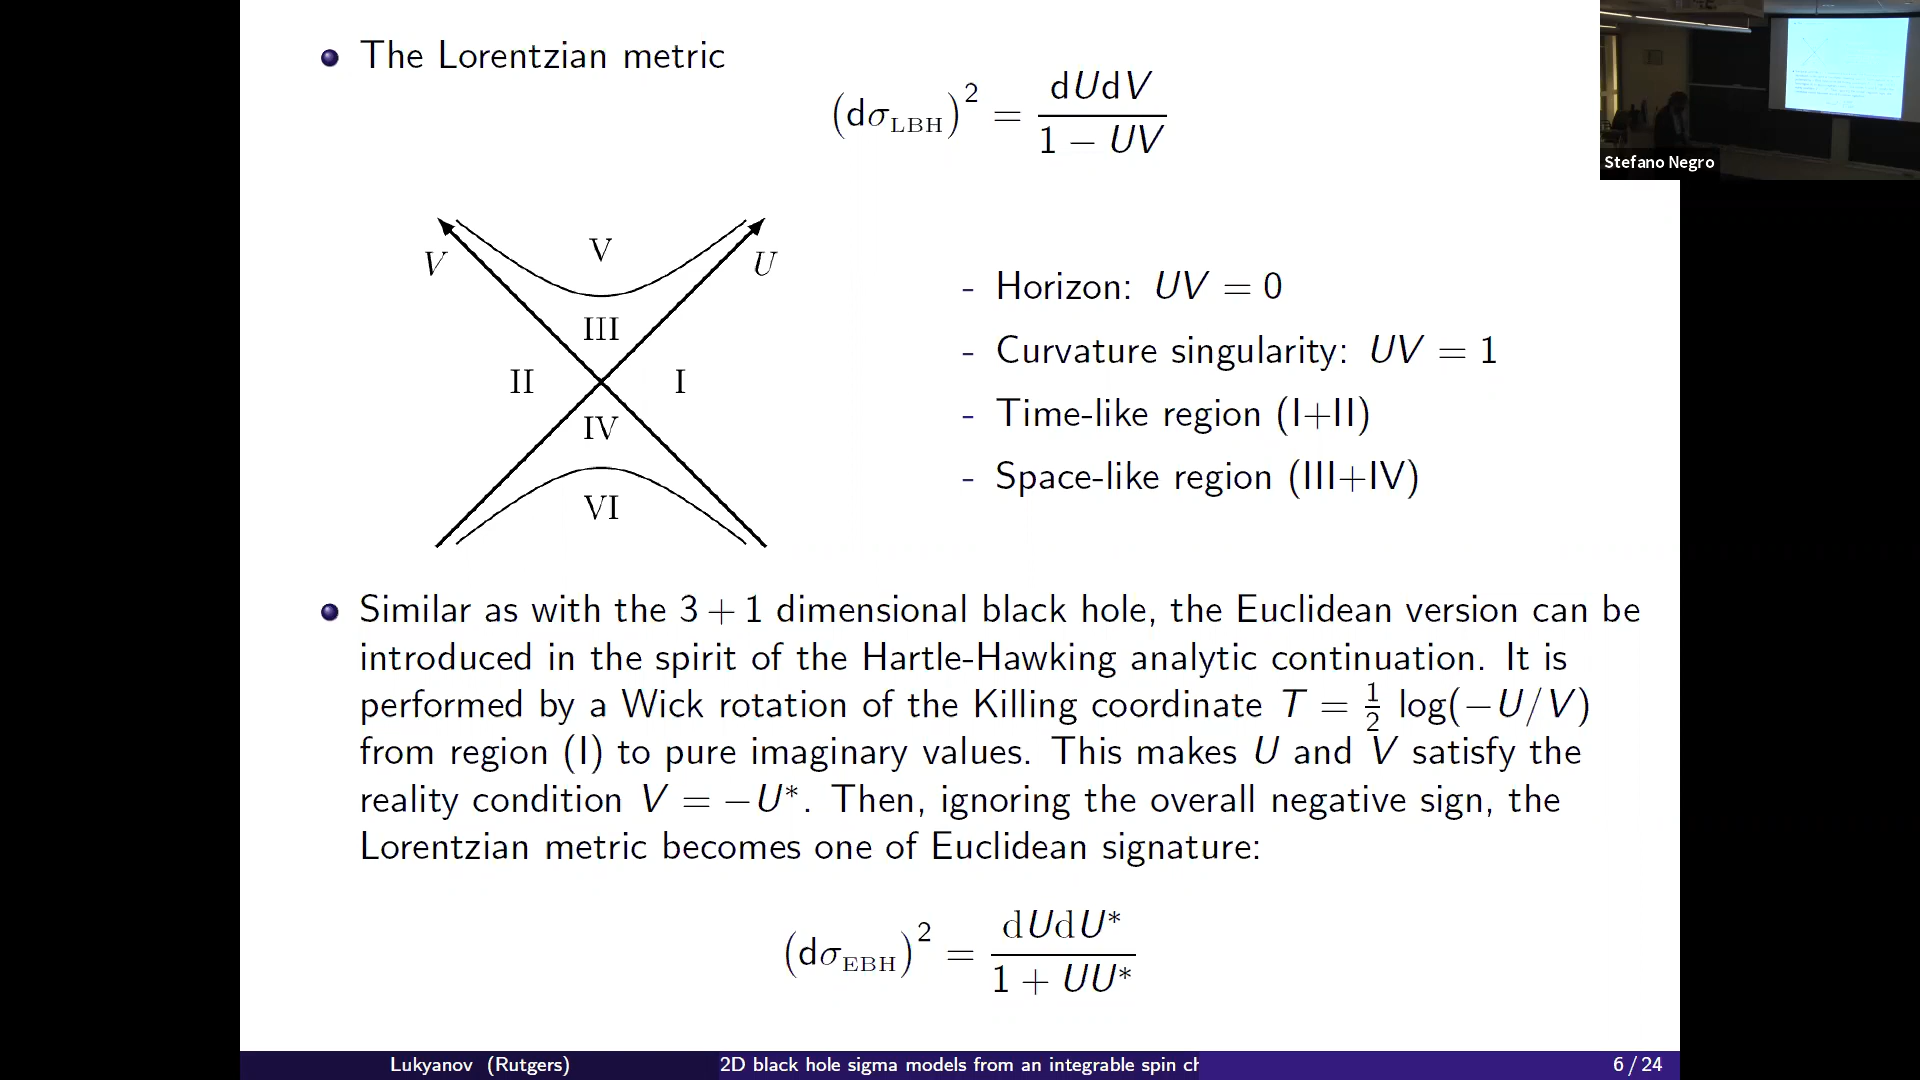 The Lorentzian metric
(dσ_LBH)^2 = dUdV / (1 − UV)
Stefano Negro
V
V
U
III
II
I
IV
VI
- Horizon: UV = 0
- Curvature singularity: UV = 1
- Time-like region (I+II)
- Space-like region (III+IV)
Similar as with the 3 + 1 dimensional black hole, the Euclidean version can be
introduced in the spirit of the Hartle-Hawking analytic continuation. It is
performed by a Wick rotation of the Killing coordinate T = 1/2 log(−U/V)
from region (I) to pure imaginary values. This makes U and V satisfy the
reality condition V = −U*. Then, ignoring the overall negative sign, the
Lorentzian metric becomes one of Euclidean signature:
(dσ_EBH)^2 = dUdU* / (1 + UU*)
Lukyanov (Rutgers)
2D black hole sigma models from an integrable spin ch
6 / 24